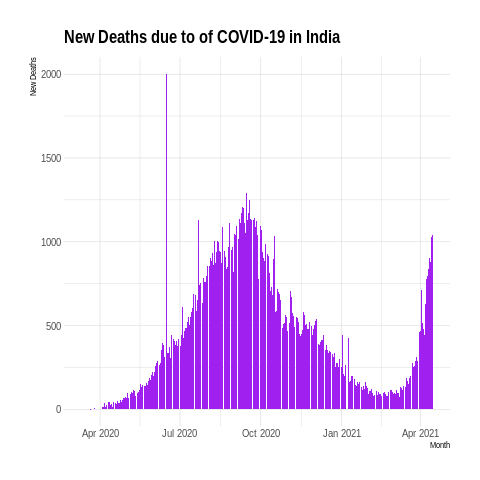 New Deaths due to of COVID-19 in India
New Deaths
2000
1500
1000
500
0
Apr 2020 Jul 2020 Oct 2020 Jan 2021 Apr 2021
Month